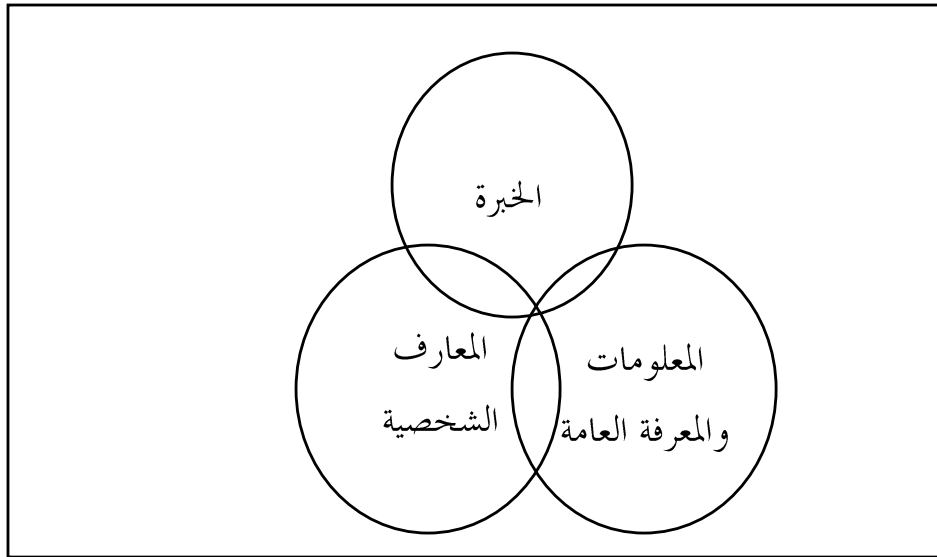 الخبرة
المعارف
الشخصية
المعلومات
والمعرفة العامة